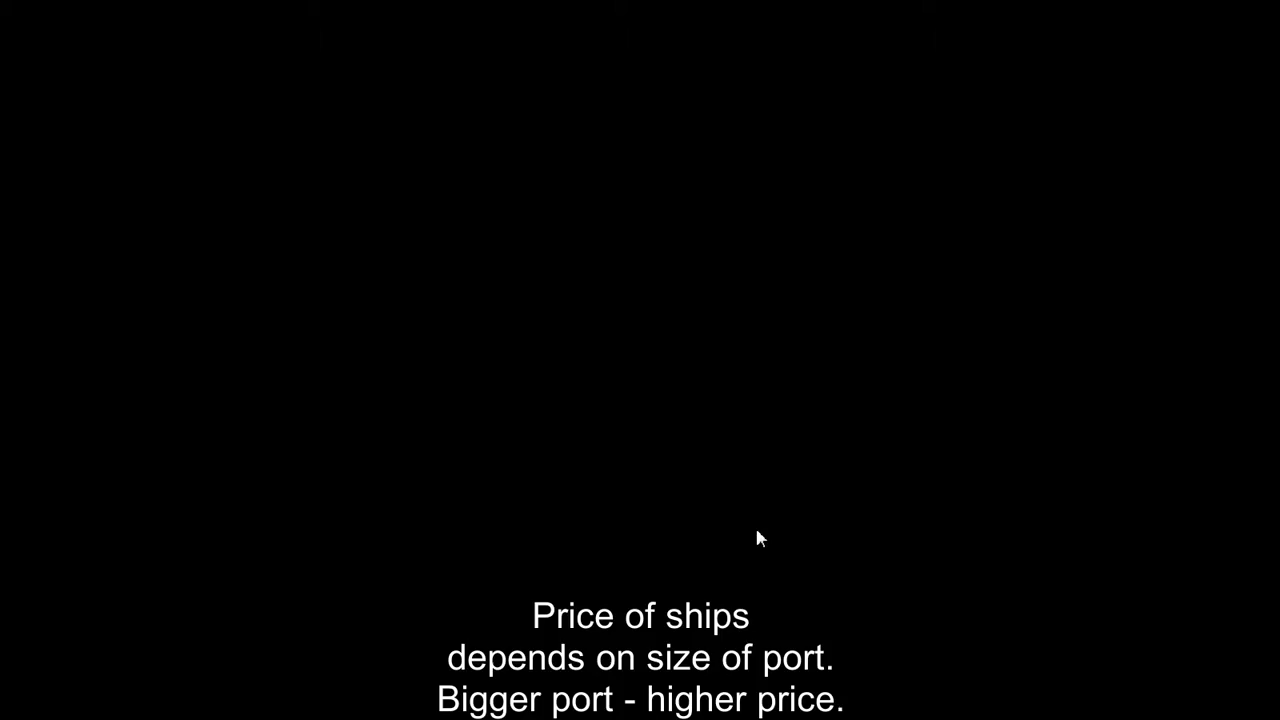 Price of ships
depends on size of port.
Bigger port - higher price.